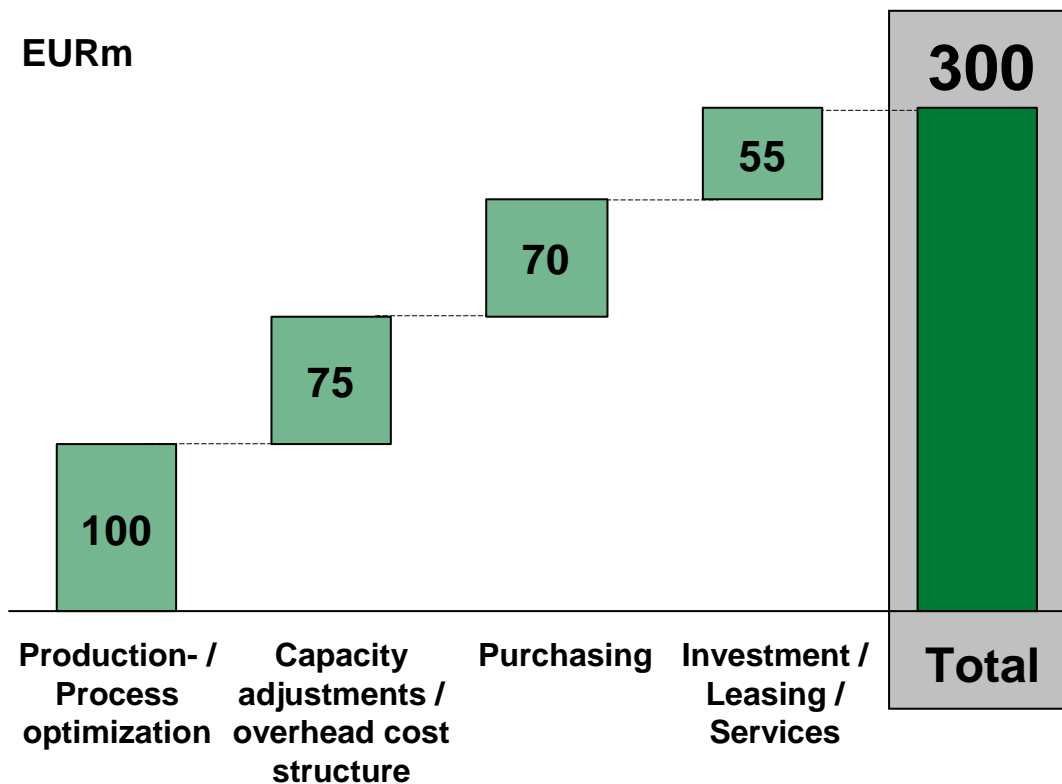 EURm
300
55
70
75
100
Production- /
Process
optimization
Capacity
adjustments /
overhead cost
structure
Purchasing
Investment /
Leasing /
Services
Total